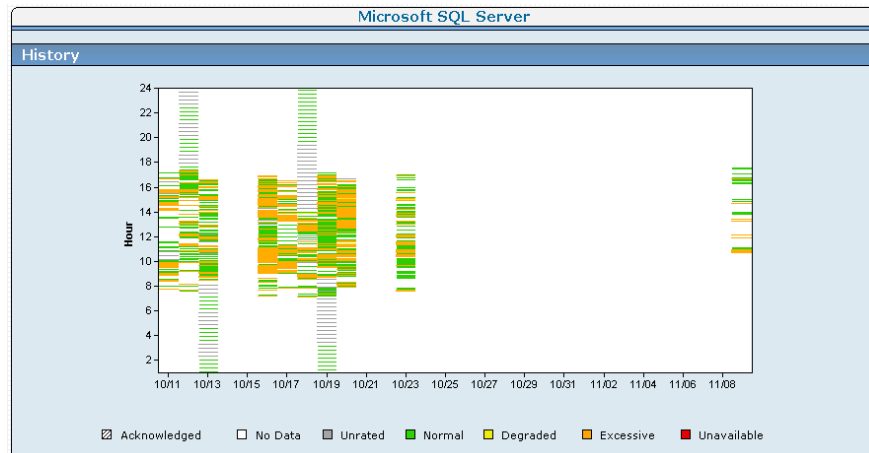 Microsoft SQL Server
History
24
22
20
18
16
14
12
10
8
6
4
2
Hour
10/11 10/13 10/15 10/17 10/19 10/21 10/23 10/25 10/27 10/29 10/31 11/02 11/04 11/06 11/08
Acknowledged No Data Unrated Normal Degraded Excessive Unavailable